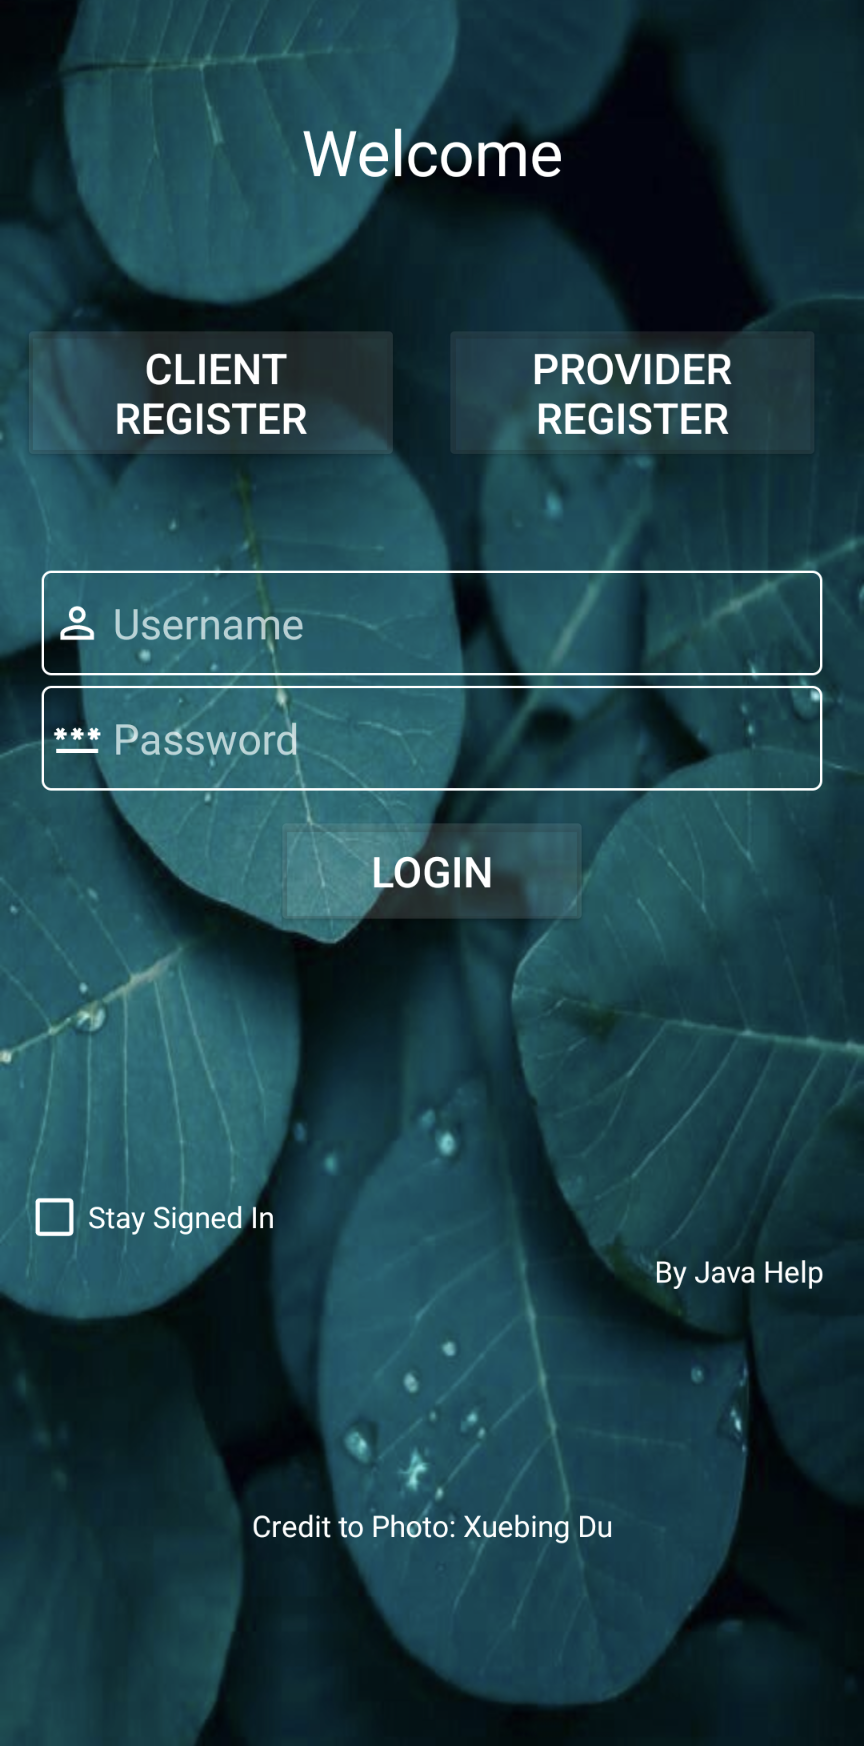 Welcome
CLIENT
REGISTER
PROVIDER
REGISTER
Username
*** Password
LOGIN
Stay Signed In
By Java Help
Credit to Photo: Xuebing Du